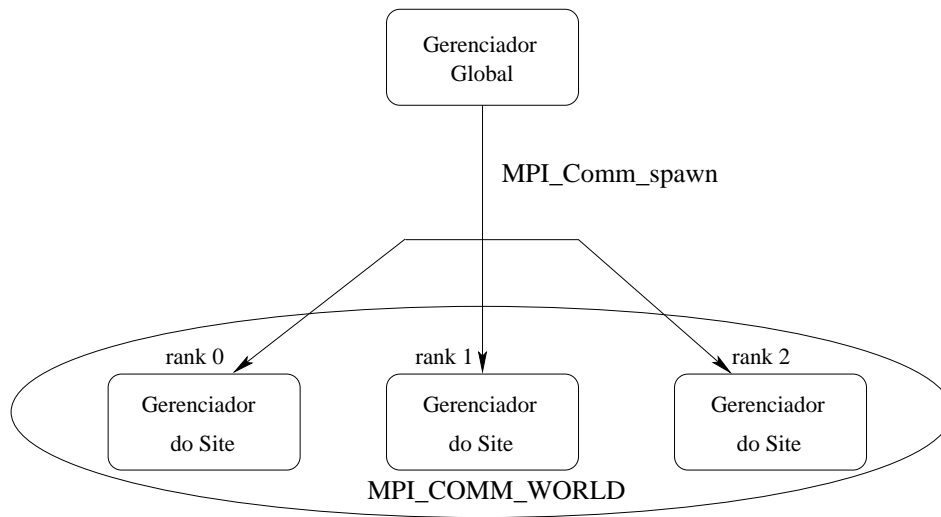 Gerenciador
Global
MPI_Comm_spawn
rank 0
rank 1
rank 2
Gerenciador
do Site
Gerenciador
do Site
Gerenciador
do Site
MPI_COMM_WORLD